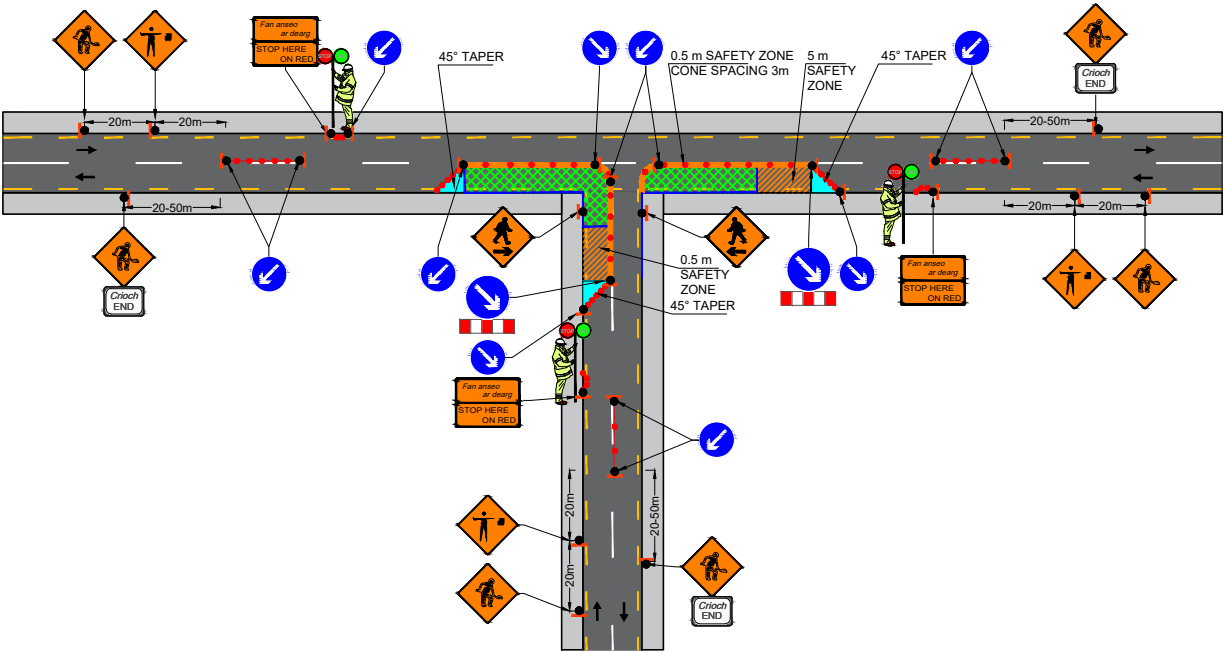 Fan anseo
ar dearg
STOP HERE
ON RED
STOP
45° TAPER
0.5 m SAFETY ZONE
CONE SPACING 3m
5 m
SAFETY
ZONE
45° TAPER
Críoch
END
20m
20m
20-50m
STOP
20-50m
20m
20m
Críoch
END
0.5 m
SAFETY
ZONE
45° TAPER
Fan anseo
ar dearg
STOP HERE
ON RED
STOP
Fan anseo
ar dearg
STOP HERE
ON RED
20m
20m
20-50m
Críoch
END